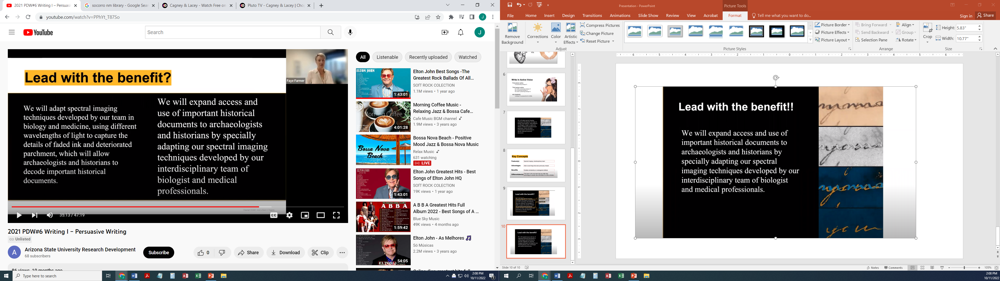 2021 PDW#6 Writing I – Persuasi
socorro nm library - Google Sear
Cagney & Lacey - Watch Free on
Pluto TV - Cagney & Lacey | Cho
youtube.com/watch?v=PPhYt_T87So
J
YouTube
Search
J
Lead with the benefit?
Faye Farmer
We will adapt spectral imaging
techniques developed by our team in
biology and medicine, using different
wavelengths of light to capture the
details of faded ink and deteriorated
parchment, which will allow
archaeologists and historians to
decode important historical
documents.
We will expand access and
use of important historical
documents to archaeologists
and historians by specially
adapting our spectral imaging
techniques developed by our
interdisciplinary team of
biologist and medical
professionals.
35:13 / 47:19
CC
2021 PDW#6 Writing I – Persuasive Writing
Unlisted
A
Arizona State University Research Development
68 subscribers
Subscribe
0
Share
Download
Clip
86 views 10 months ago
All
Listenable
Recently uploaded
Watched
ELTON JOHN
1:43:01
Elton John Best Songs -The
Greatest Rock Ballads Of All...
SOfT ROCK COLECTION
1.1M views • 1 year ago
Morning Coffee
4:01:28
Morning Coffee Music -
Relaxing Jazz & Bossa Cafe...
Cafe Music BGM channel
1.9M views • 3 years ago
Bossa Nova
Beach
Bossa Nova Beach - Positive
Mood Jazz & Bossa Nova Music
Relax Music
631 watching
LIVE
ELTON JOHN
1:43:01
Elton John Greatest Hits - Best
Songs of Elton John HQ
SOfT ROCK COLECTION
19K views • 1 year ago
A B B A
1:59:42
A B B A Greatest Hits Full
Album 2022 - Best Songs of A ...
Blue Sky Music
49K views • 4 months ago
ELTON JOHN
54:05
Elton John - As Melhores
Só Músicas
2.2M views • 3 years ago
Type here to search
2:08 PM
10/11/2022
Presentation - PowerPoint
Picture Tools
File
Home
Insert
Design
Transitions
Animations
Slide Show
Review
View
Acrobat
Format
Tell me what you want to do...
Sign in
Share
Remove
Background
Corrections
Color
Artistic
Effects
Compress Pictures
Change Picture
Reset Picture
Adjust
Picture Styles
Picture Border
Picture Effects
Picture Layout
Bring Forward
Send Backward
Selection Pane
Align
Group
Rotate
Arrange
Crop
Height: 5.83"
Width: 10.77"
Size
vs.
6
Write in Active Voice
First person active
Third person active
NO PASSIVE
7
8
Key Concepts
Feature(s)
Advantages
Benefits
Differentiator(s)
9
Lead with the benefit?
10
Lead with the benefit!!
Lead with the benefit!!
We will expand access and use of
important historical documents to
archaeologists and historians by
specially adapting our spectral
imaging techniques developed by our
interdisciplinary team of biologist
and medical professionals.
Slide 10 of 10
Notes
Comments
105%
2:08 PM
10/11/2022